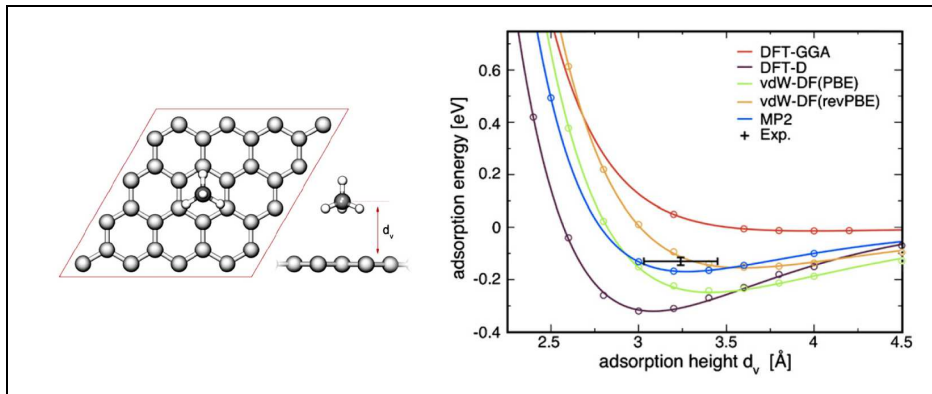 d_v
adsorption energy [eV]
0.6
0.4
0.2
0
-0.2
-0.4
DFT-GGA
DFT-D
vdW-DF(PBE)
vdW-DF(revPBE)
MP2
Exp.
2.5 3 3.5 4 4.5
adsorption height d_v [Å]